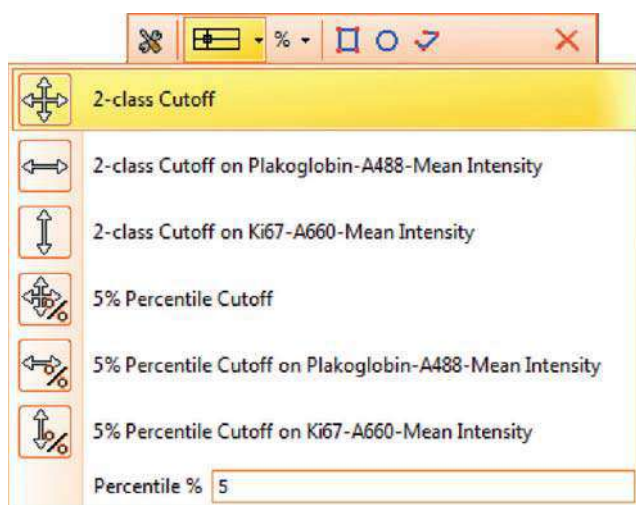 %
2-class Cutoff
2-class Cutoff on Plakoglobin-A488-Mean Intensity
2-class Cutoff on Ki67-A660-Mean Intensity
5% Percentile Cutoff
5% Percentile Cutoff on Plakoglobin-A488-Mean Intensity
5% Percentile Cutoff on Ki67-A660-Mean Intensity
Percentile % 5